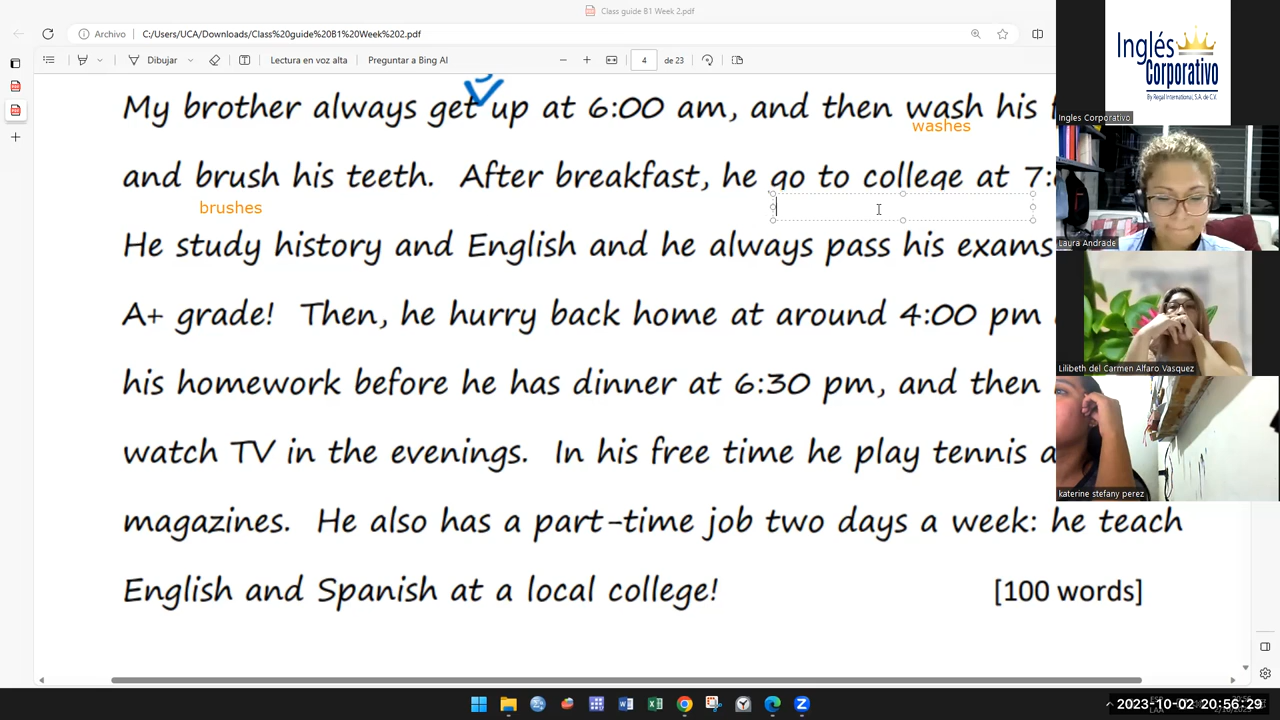 Class guide B1 Week 2.pdf
Archivo
C:/Users/UCA/Downloads/Class%20guide%20B1%20Week%202.pdf
Dibujar
Lectura en voz alta
Preguntar a Bing AI
4
de 23
My brother always get up at 6:00 am, and then wash his
washes
and brush his teeth. After breakfast, he go to college at 7:
brushes
He study history and English and he always pass his exams
A+ grade! Then, he hurry back home at around 4:00 pm
his homework before he has dinner at 6:30 pm, and then
watch TV in the evenings. In his free time he play tennis
magazines. He also has a part-time job two days a week: he teach
English and Spanish at a local college!
[100 words]
Inglés
Corporativo
By Regal International; S.A. de C.V.
Ingles Corporativo
Laura Andrade
Lilibeth del Carmen Alfaro Vasquez
katerine stefany perez
2023-10-02 20:56:29